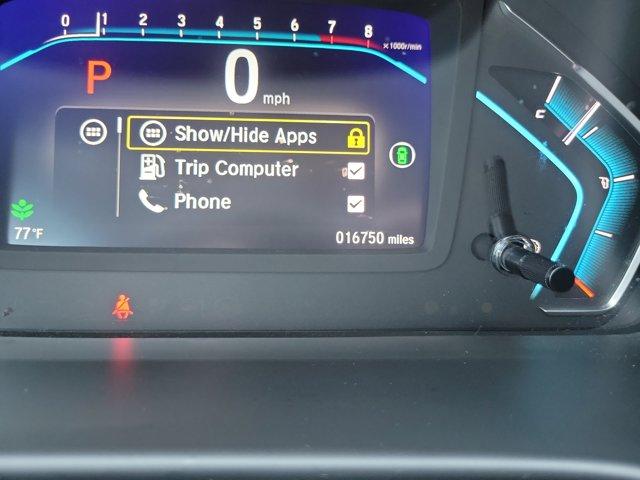 0 1 2 3 4 5 6 7 8
×1000r/min
P
0 mph
Show/Hide Apps
Trip Computer
Phone
77°F
016750 miles